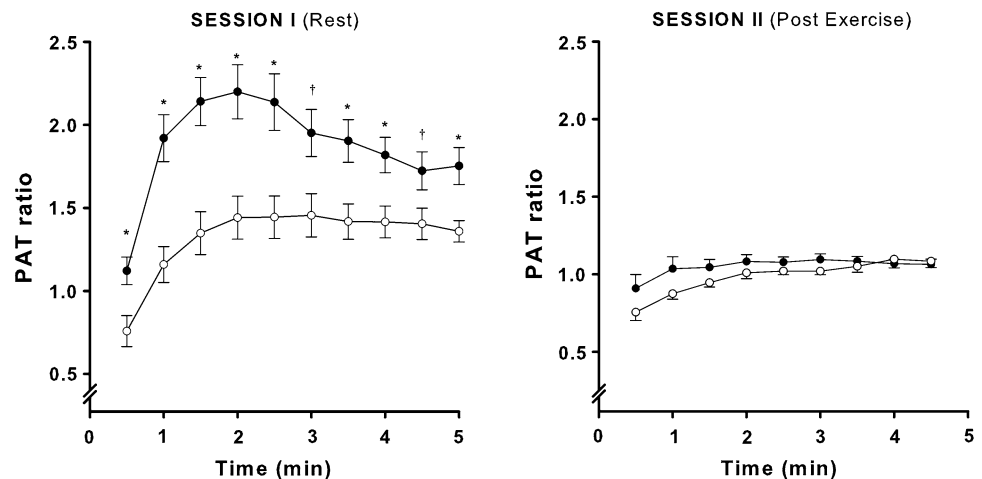 SESSION I (Rest)
2.5
2.0
1.5
1.0
0.5
PAT ratio
* * * * * † * * † *
0 1 2 3 4 5
Time (min)
SESSION II (Post Exercise)
2.5
2.0
1.5
1.0
0.5
PAT ratio
0 1 2 3 4 5
Time (min)